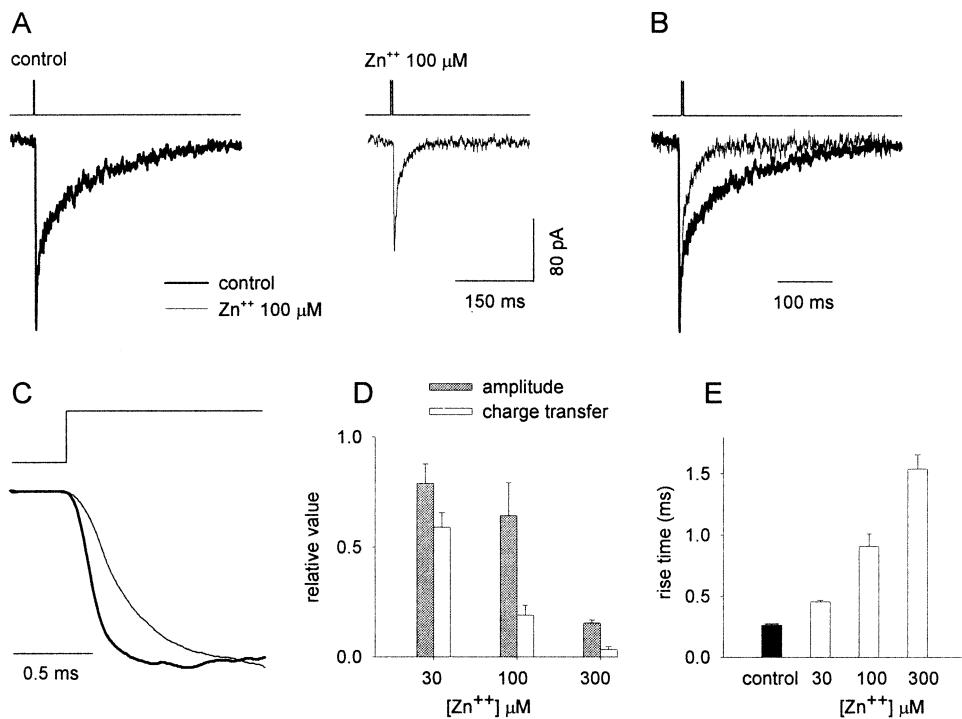 A
B
control
Zn++ 100 μM
80 pA
150 ms
100 ms
control
Zn++ 100 μM
C
D
E
amplitude
charge transfer
0.5 ms
relative value
1.0
0.5
0.0
30
100
300
[Zn++] μM
rise time (ms)
1.5
1.0
0.5
0.0
control
30
100
300
[Zn++] μM